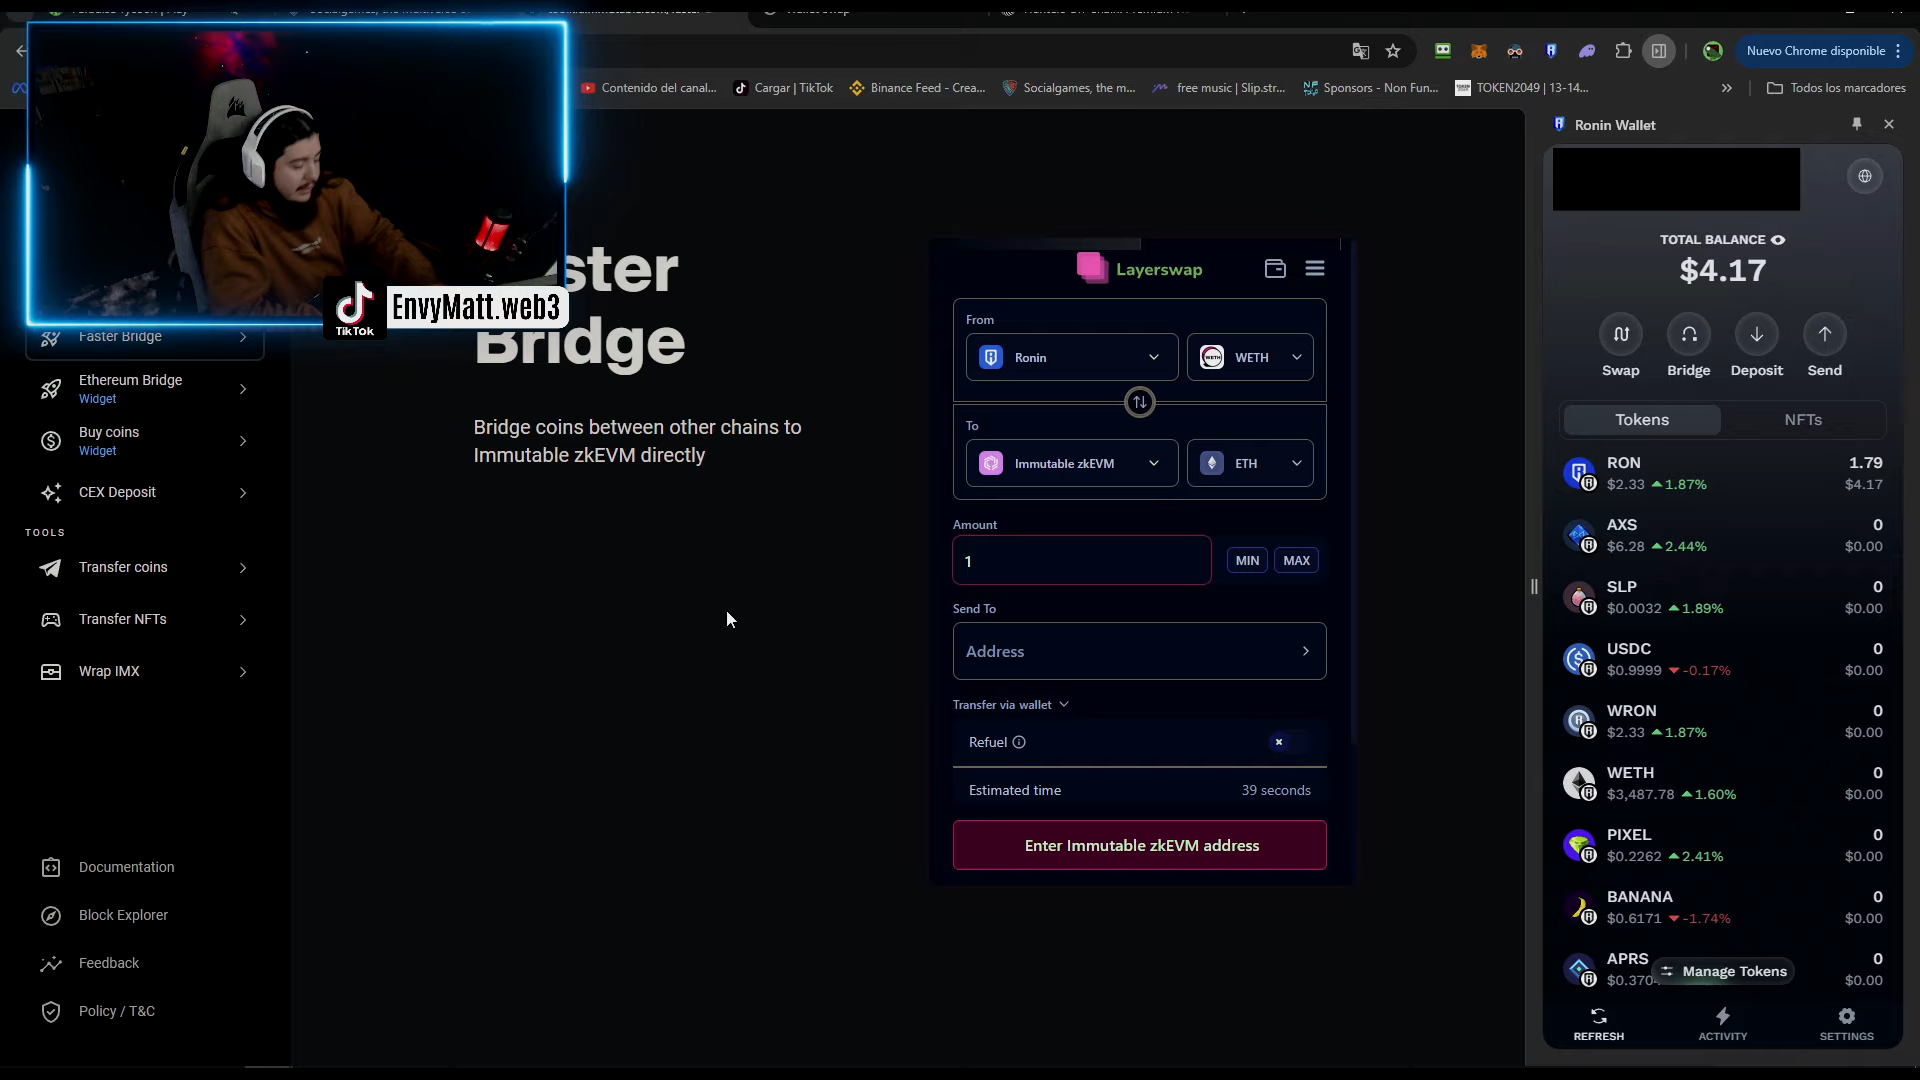 Nuevo Chrome disponible
Contenido del canal...
Cargar | TikTok
Binance Feed - Crea...
Socialgames, the m...
free music | Slip.str...
Sponsors - Non Fun...
TOKEN2049 | 13-14...
»
Todos los marcadores
TikTok
EnvyMatt.web3
Faster Bridge
Ethereum Bridge
Widget
Buy coins
Widget
CEX Deposit
TOOLS
Transfer coins
Transfer NFTs
Wrap IMX
Documentation
Block Explorer
Feedback
Policy / T&C
ster
Bridge
Bridge coins between other chains to
Immutable zkEVM directly
Layerswap
From
Ronin
WETH
To
Immutable zkEVM
ETH
Amount
1
MIN
MAX
Send To
Address
Transfer via wallet
Refuel
Estimated time
39 seconds
Enter Immutable zkEVM address
Ronin Wallet
TOTAL BALANCE
$4.17
Swap
Bridge
Deposit
Send
Tokens
NFTs
RON 1.79
$2.33 1.87% $4.17
AXS 0
$6.28 2.44% $0.00
SLP 0
$0.0032 1.89% $0.00
USDC 0
$0.9999 -0.17% $0.00
WRON 0
$2.33 1.87% $0.00
WETH 0
$3,487.78 1.60% $0.00
PIXEL 0
$0.2262 2.41% $0.00
BANANA 0
$0.6171 -1.74% $0.00
APRS 0
$0.370 $0.00
Manage Tokens
REFRESH
ACTIVITY
SETTINGS